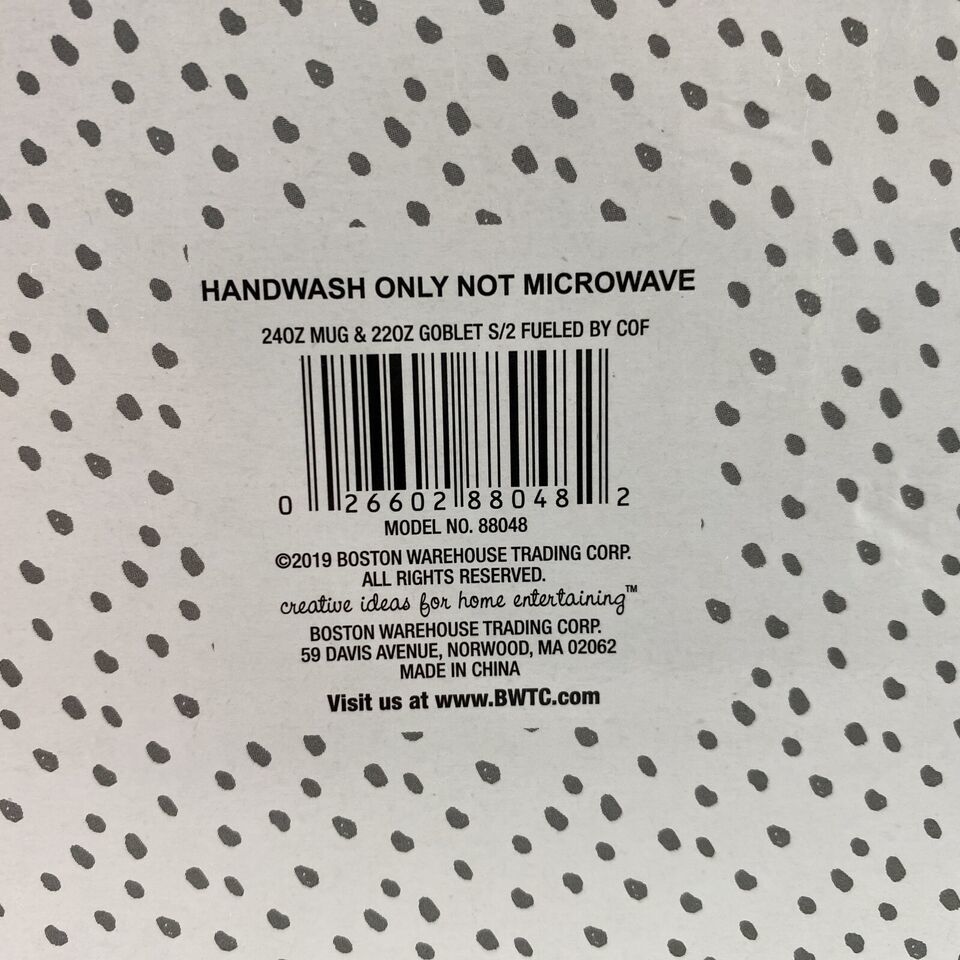 HANDWASH ONLY NOT MICROWAVE
24OZ MUG & 22OZ GOBLET S/2 FUELED BY COF
0 26602 88048 2
MODEL NO. 88048
©2019 BOSTON WAREHOUSE TRADING CORP.
ALL RIGHTS RESERVED.
creative ideas for home entertaining™
BOSTON WAREHOUSE TRADING CORP.
59 DAVIS AVENUE, NORWOOD, MA 02062
MADE IN CHINA
Visit us at www.BWTC.com